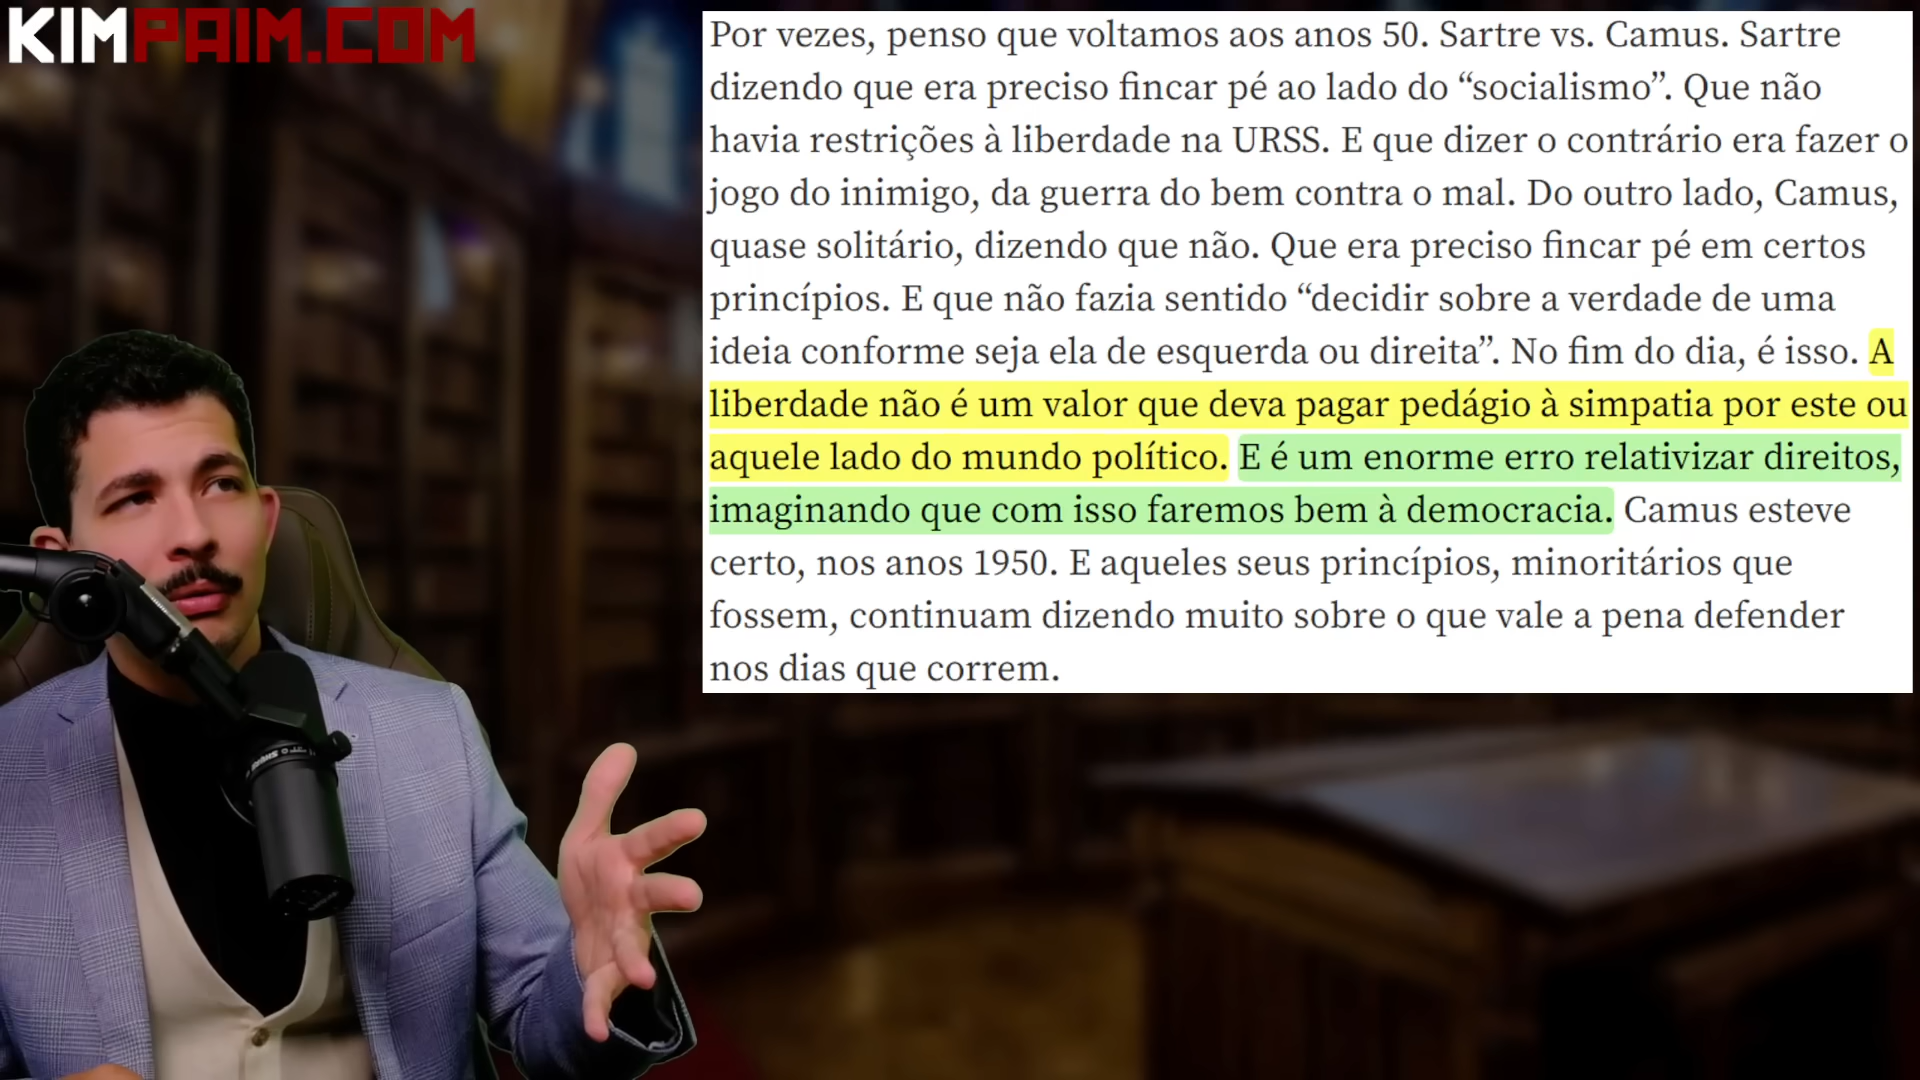 KIMPAIM.COM
Por vezes, penso que voltamos aos anos 50. Sartre vs. Camus. Sartre
dizendo que era preciso fincar pé ao lado do “socialismo”. Que não
havia restrições à liberdade na URSS. E que dizer o contrário era fazer o
jogo do inimigo, da guerra do bem contra o mal. Do outro lado, Camus,
quase solitário, dizendo que não. Que era preciso fincar pé em certos
princípios. E que não fazia sentido “decidir sobre a verdade de uma
ideia conforme seja ela de esquerda ou direita”. No fim do dia, é isso. A
liberdade não é um valor que deva pagar pedágio à simpatia por este ou
aquele lado do mundo político. E é um enorme erro relativizar direitos,
imaginando que com isso faremos bem à democracia. Camus esteve
certo, nos anos 1950. E aqueles seus princípios, minoritários que
fossem, continuam dizendo muito sobre o que vale a pena defender
nos dias que correm.